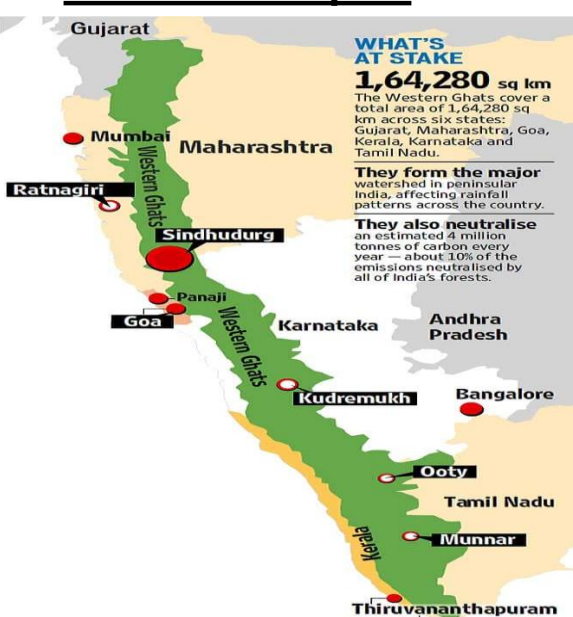 Gujarat
WHAT'S
AT STAKE
1,64,280 sq km
The Western Ghats cover a
total area of 1,64,280 sq
km across six states:
Gujarat, Maharashtra, Goa,
Kerala, Karnataka and
Tamil Nadu.
They form the major
watershed in peninsular
India, affecting rainfall
patterns across the country.
They also neutralise
an estimated 4 million
tonnes of carbon every
year — about 10% of the
emissions neutralised by
all of India's forests.
Mumbai
Maharashtra
Western Ghats
Ratnagiri
Sindhudurg
Panaji
Goa
Western Ghats
Karnataka
Andhra
Pradesh
Kudremukh
Bangalore
Ooty
Tamil Nadu
Kerala
Munnar
Thiruvananthapuram